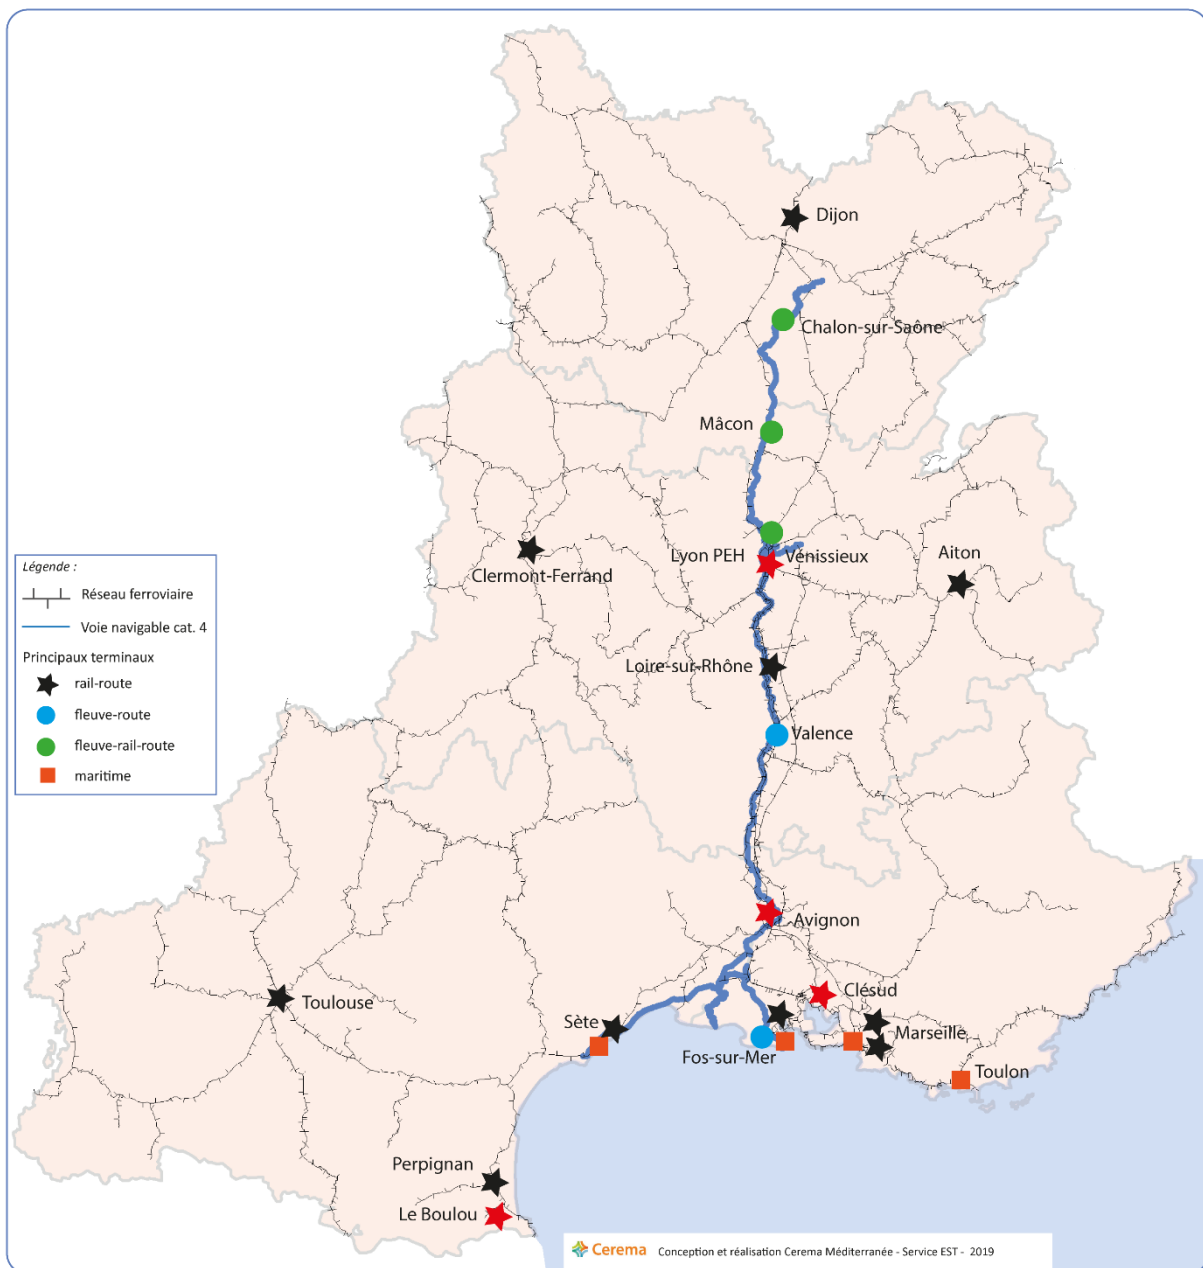 Dijon
Chalon-sur-Saône
Mâcon
Lyon PEH
Vénissieux
Aiton
Clermont-Ferrand
Légende :
Réseau ferroviaire
Voie navigable cat. 4
Principaux terminaux
rail-route
fleuve-route
fleuve-rail-route
maritime
Loire-sur-Rhône
Valence
Avignon
Clésud
Toulouse
Sète
Marseille
Fos-sur-Mer
Toulon
Perpignan
Le Boulou
Cerema Conception et réalisation Cerema Méditerranée - Service EST - 2019